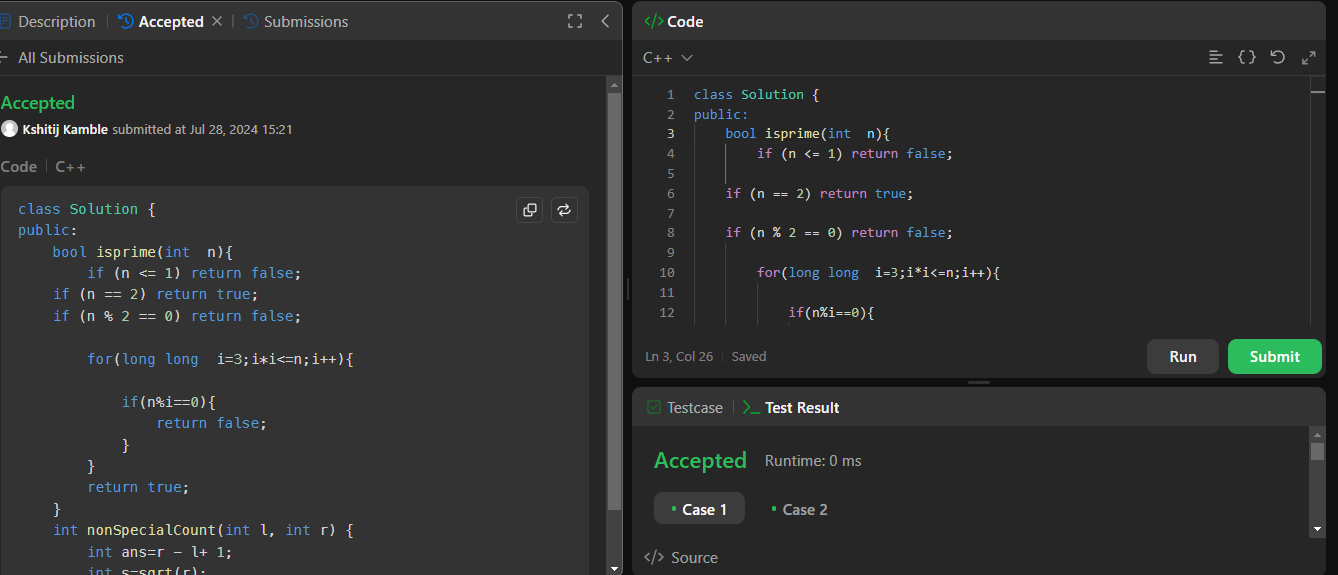 Description
Accepted
Submissions
All Submissions
Accepted
Kshitij Kamble submitted at Jul 28, 2024 15:21
Code
C++
class Solution {
public:
    bool isprime(int  n){
        if (n <= 1) return false;
    if (n == 2) return true;
    if (n % 2 == 0) return false;
        for(long long  i=3;i*i<=n;i++){
            if(n%i==0){
                return false;
            }
        }
        return true;
    }
    int nonSpecialCount(int l, int r) {
        int ans=r - l+ 1;
        int s=sqrt(r);
</> Code
C++
1 class Solution {
2 public:
3     bool isprime(int  n){
4         if (n <= 1) return false;
5
6     if (n == 2) return true;
7
8     if (n % 2 == 0) return false;
9
10         for(long long  i=3;i*i<=n;i++){
11
12             if(n%i==0){
Ln 3, Col 26
Saved
Run
Submit
Testcase
Test Result
Accepted
Runtime: 0 ms
Case 1
Case 2
</> Source